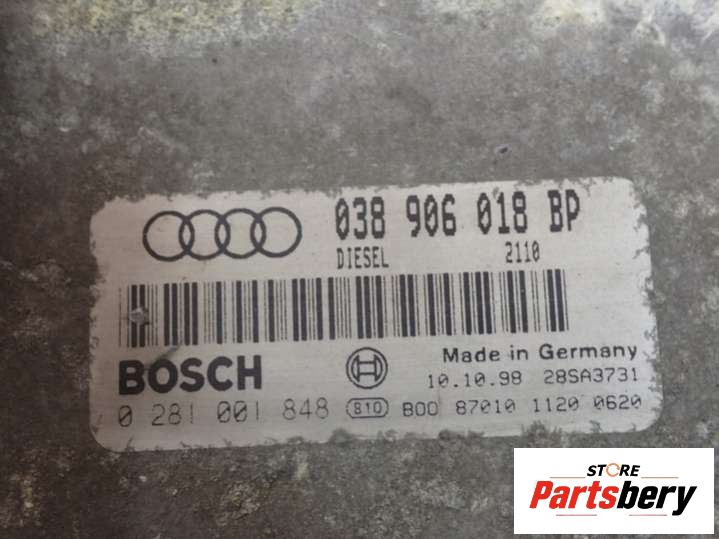 038 906 018 BP
DIESEL 2110
BOSCH
Made in Germany
10.10.98 28SA3731
0 281 001 848 810 B00 87010 1120 0620
STORE
Partsbery